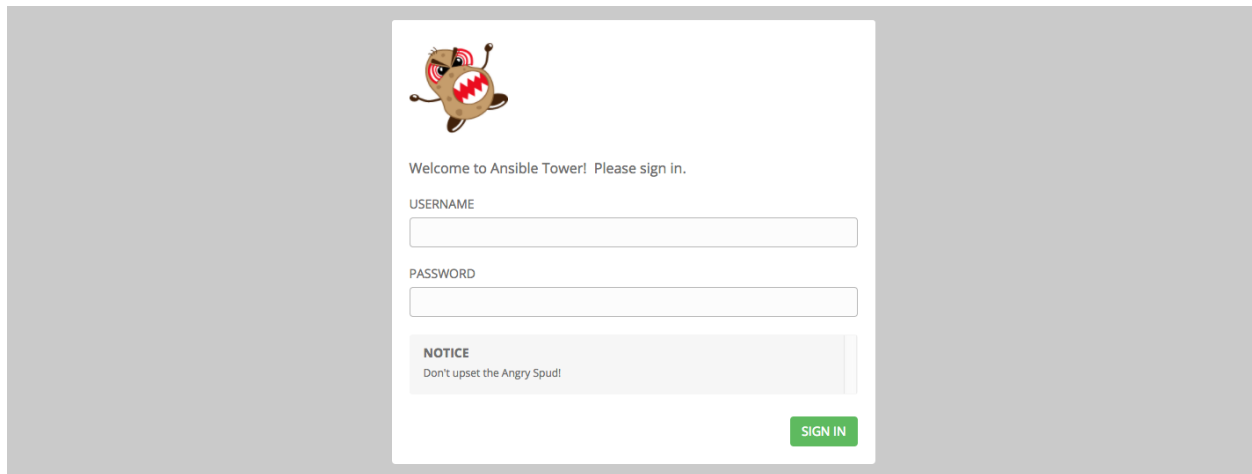 Welcome to Ansible Tower!  Please sign in.
USERNAME
PASSWORD
NOTICE
Don't upset the Angry Spud!
SIGN IN